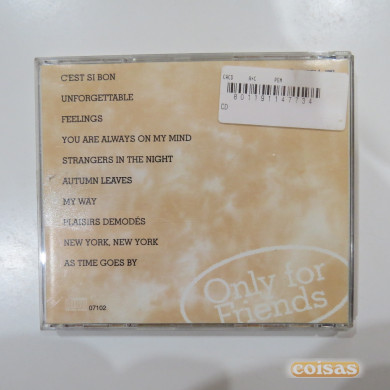 C'EST SI BON
UNFORGETTABLE
FEELINGS
YOU ARE ALWAYS ON MY MIND
STRANGERS IN THE NIGHT
AUTUMN LEAVES
MY WAY
PLAISIRS DEMODÉS
NEW YORK, NEW YORK
AS TIME GOES BY
07102
CD
Only for
Friends
coisas